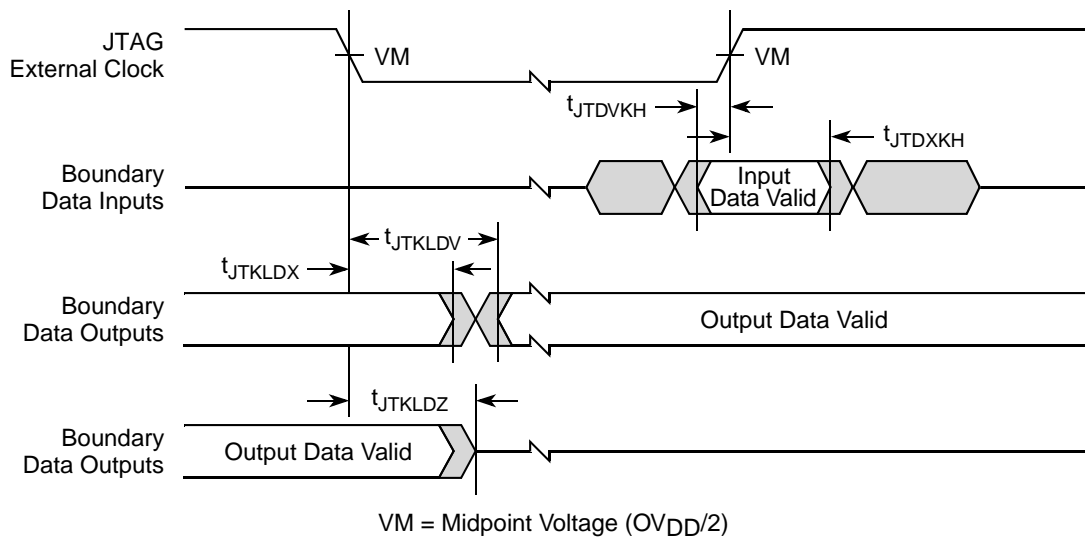 JTAG
External Clock
VM
VM
tJTDVKH
tJTDXKH
Boundary
Data Inputs
Input
Data Valid
tJTKLDV
tJTKLDX
Boundary
Data Outputs
Output Data Valid
tJTKLDZ
Boundary
Data Outputs
Output Data Valid
VM = Midpoint Voltage (OVDD/2)